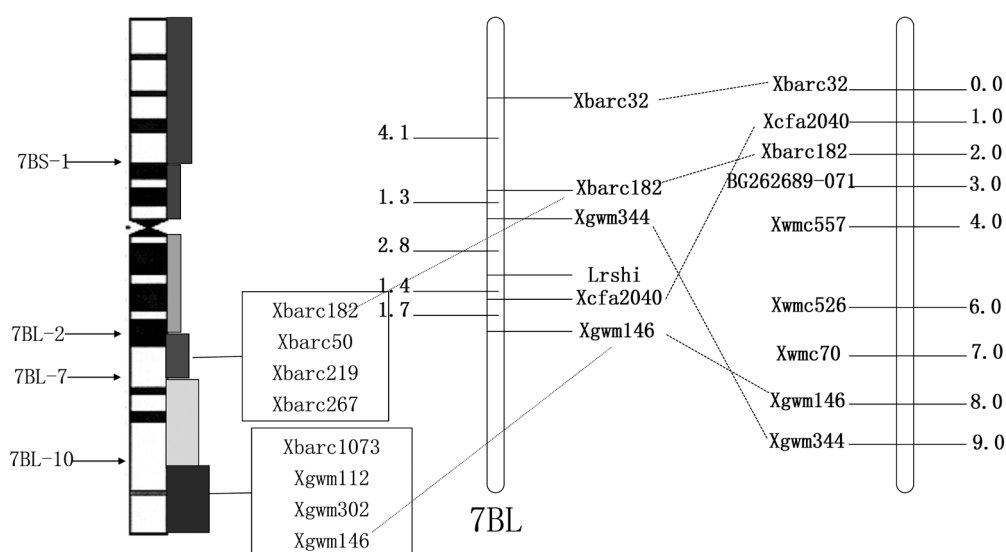 7BS-1
7BL-2
7BL-7
7BL-10
Xbarc182
Xbarc50
Xbarc219
Xbarc267
Xbarc1073
Xgwm112
Xgwm302
Xgwm146
4.1
1.3
2.8
1.4
1.7
Xbarc32
Xbarc182
Xgwm344
Lrshi
Xcfa2040
Xgwm146
7BL
Xbarc32
Xcfa2040
Xbarc182
BG262689-071
Xwmc557
Xwmc526
Xwmc70
Xgwm146
Xgwm344
0.0
1.0
2.0
3.0
4.0
6.0
7.0
8.0
9.0